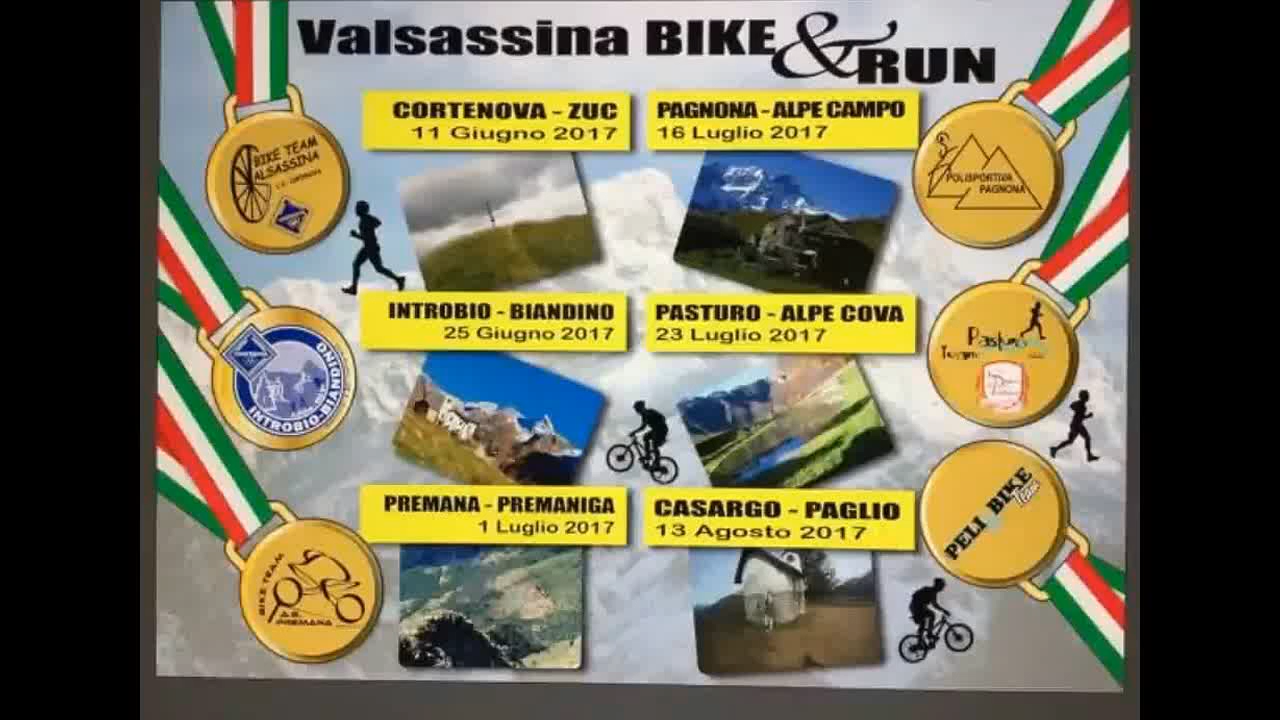 Valsassina BIKE & RUN
CORTENOVA - ZUC
11 Giugno 2017
PAGNONA - ALPE CAMPO
16 Luglio 2017
BIKE TEAM
VALSASSINA
POLISPORTIVA
PAGNONA
INTROBIO - BIANDINO
25 Giugno 2017
PASTURO - ALPE COVA
23 Luglio 2017
INTROBIO-BIANDINO
Team
PREMANA - PREMANIGA
1 Luglio 2017
CASARGO - PAGLIO
13 Agosto 2017
BIKE TEAM
A.S.
PREMANA
PELI BIKE
Team